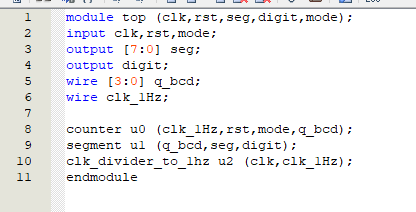 1 module top (clk,rst,seg,digit,mode);
2 input clk,rst,mode;
3 output [7:0] seg;
4 output digit;
5 wire [3:0] q_bcd;
6 wire clk_1Hz;
7
8 counter u0 (clk_1Hz,rst,mode,q_bcd);
9 segment u1 (q_bcd,seg,digit);
10 clk_divider_to_1hz u2 (clk,clk_1Hz);
11 endmodule